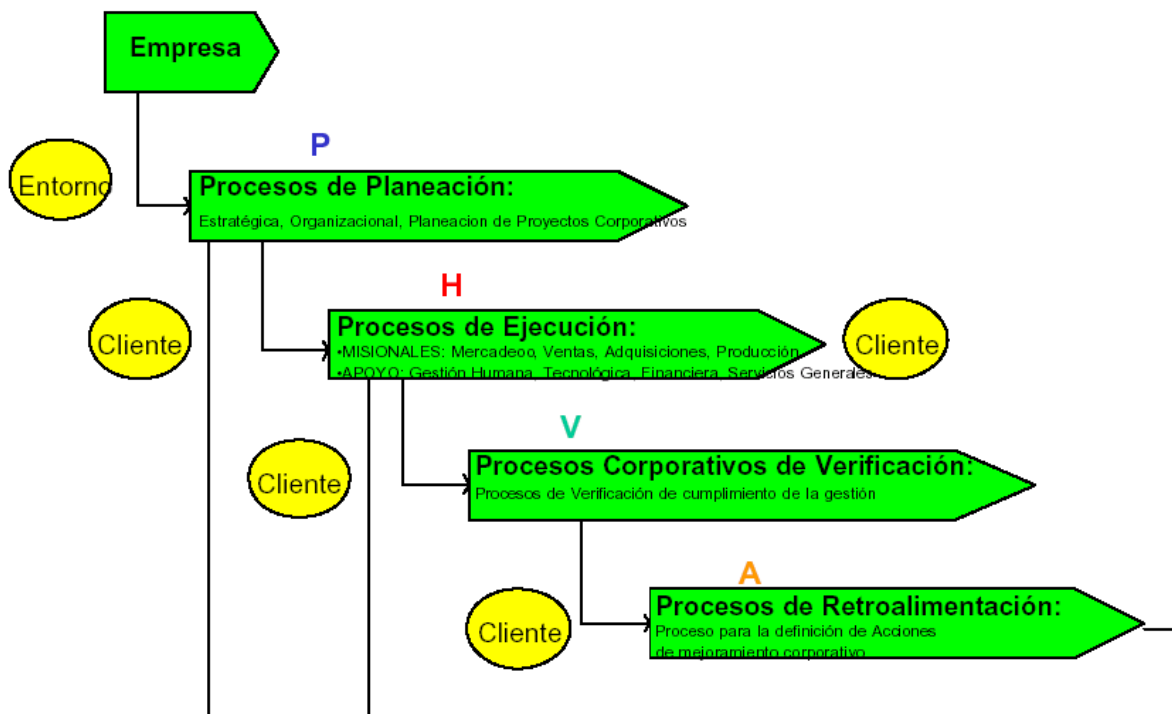 Empresa
P
Entorno
Procesos de Planeación:
Estratégica, Organizacional, Planeacion de Proyectos Corporativos
H
Cliente
Procesos de Ejecución:
•MISIONALES: Mercadeoo, Ventas, Adquisiciones, Producción
•APOYO: Gestión Humana, Tecnológica, Financiera, Servicios Generales
Cliente
V
Cliente
Procesos Corporativos de Verificación:
Procesos de Verificación de cumplimiento de la gestión
A
Cliente
Procesos de Retroalimentación:
Proceso para la definición de Acciones
de mejoramiento corporativo